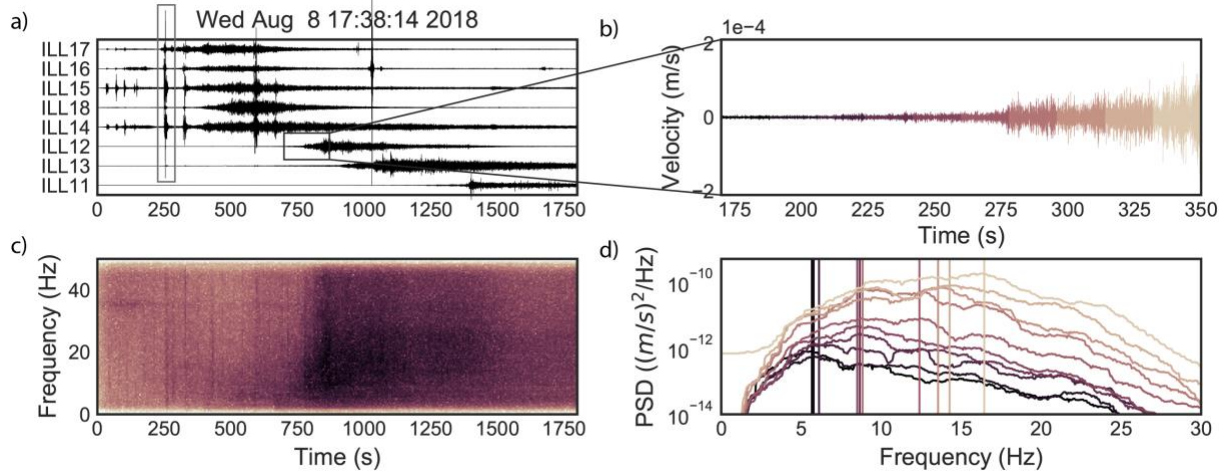 a)
Wed Aug 8 17:38:14 2018
ILL17
ILL16
ILL15
ILL18
ILL14
ILL12
ILL13
ILL11
0 250 500 750 1000 1250 1500 1750
b)
1e−4
Velocity (m/s)
2
0
−2
175 200 225 250 275 300 325 350
Time (s)
c)
Frequency (Hz)
40
20
0
0 250 500 750 1000 1250 1500 1750
Time (s)
d)
PSD ((m/s)²/Hz)
10⁻¹⁰
10⁻¹²
10⁻¹⁴
0 5 10 15 20 25 30
Frequency (Hz)